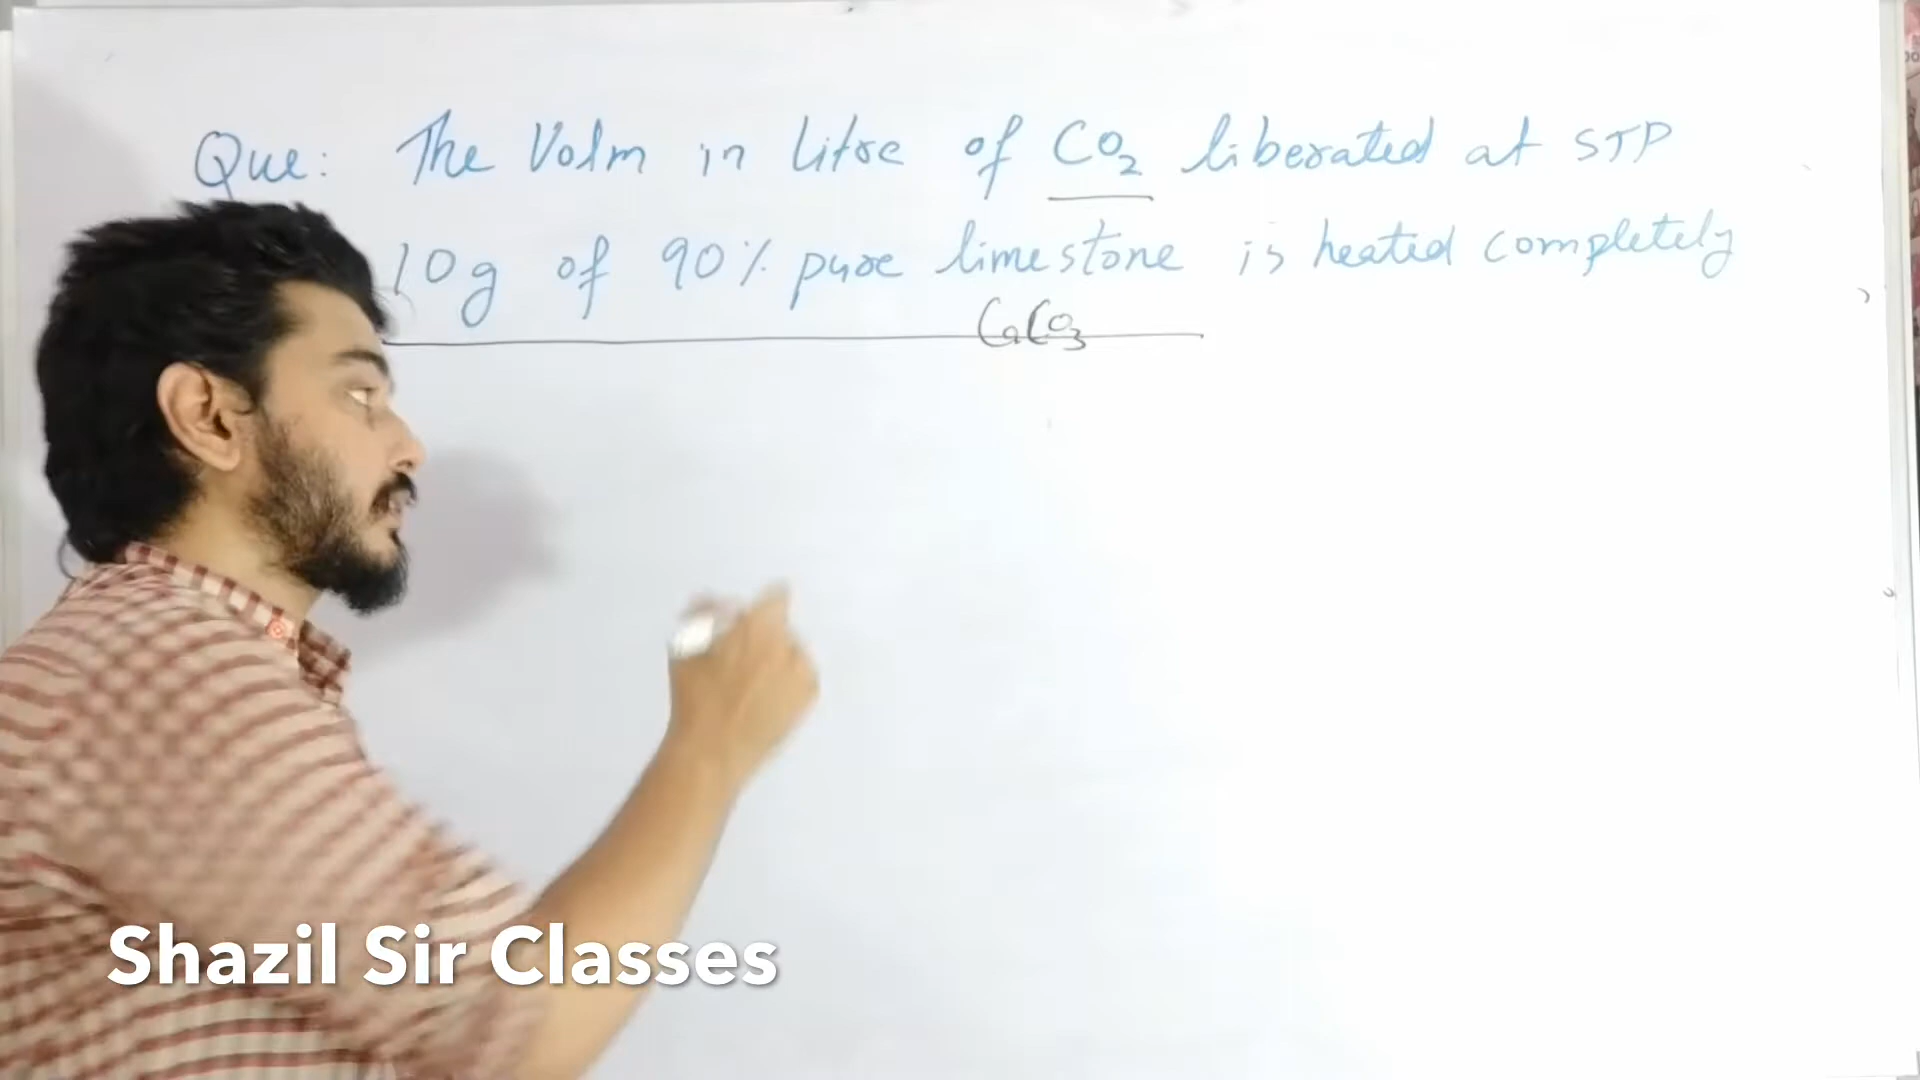 Que: The Volm in litre of CO₂ liberated at STP
10g of 90% pure limestone is heated completely
CaCO₃
Shazil Sir Classes